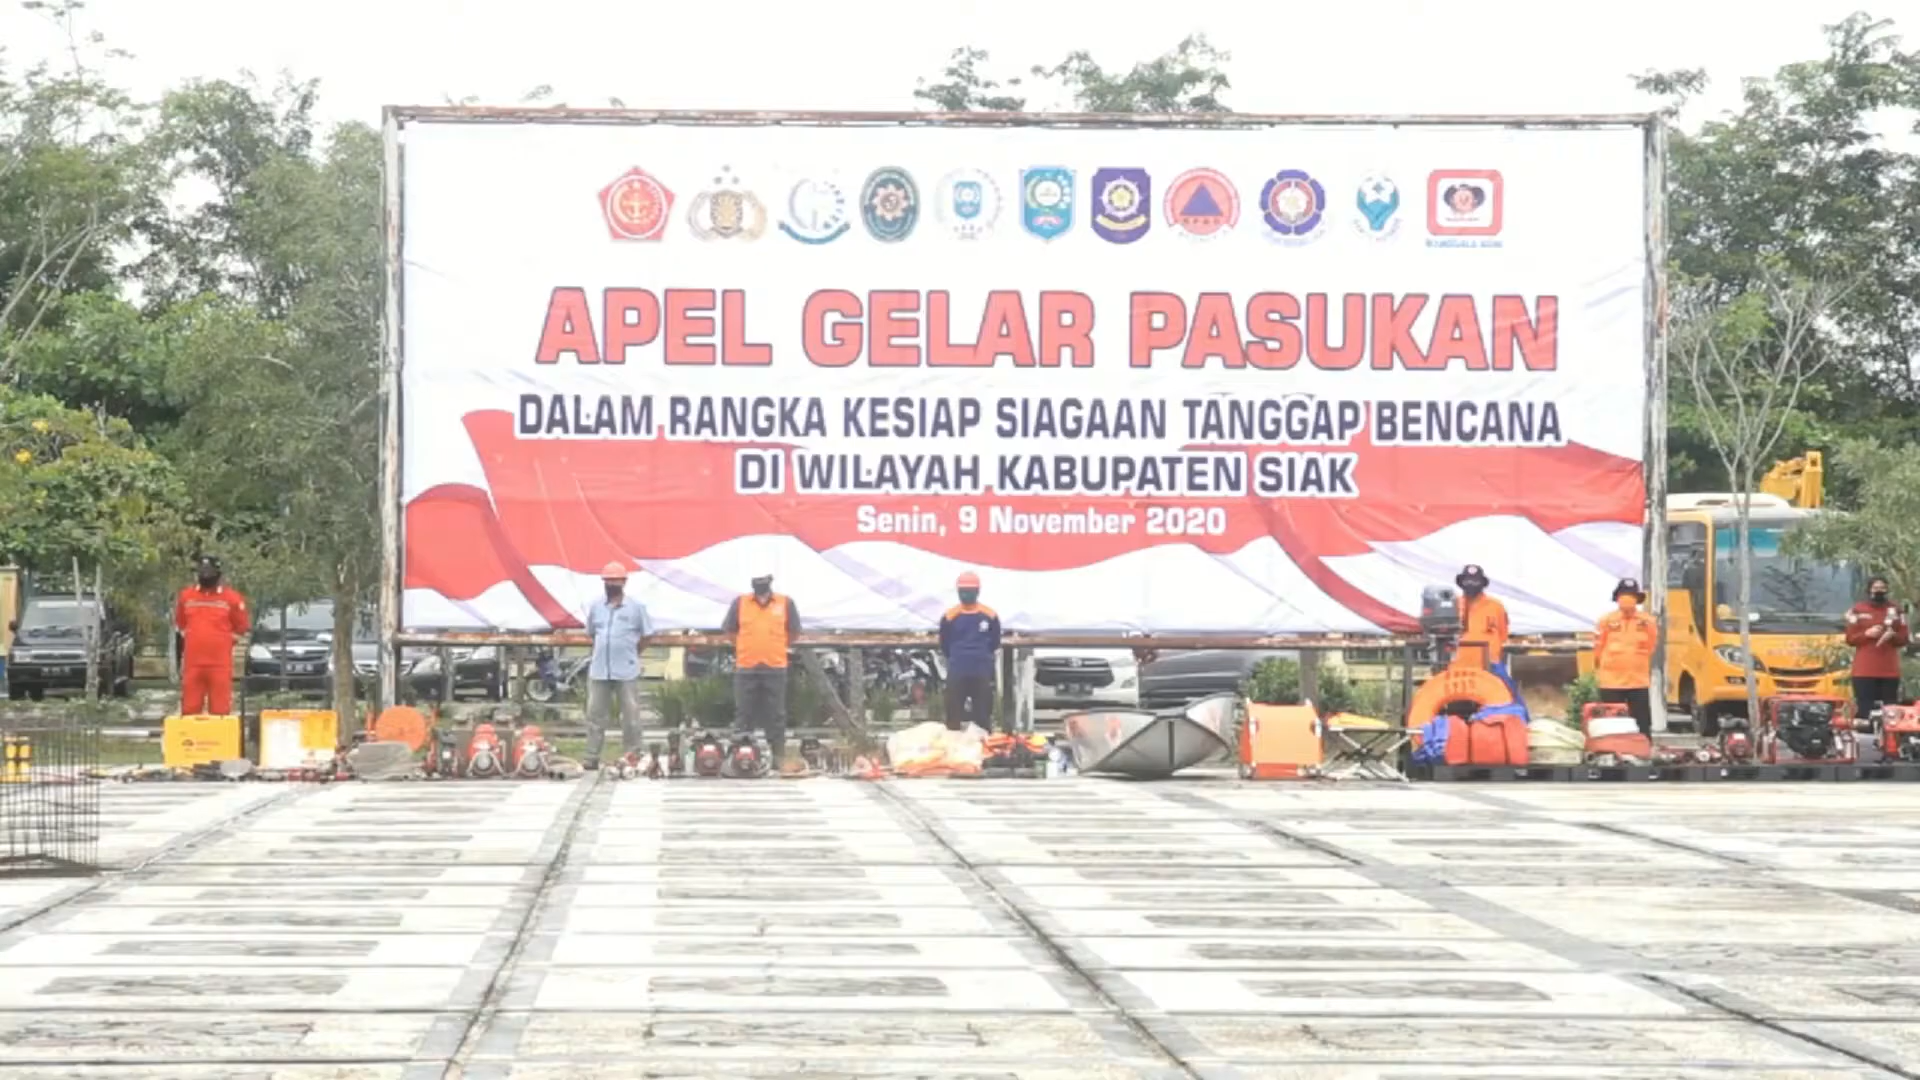 APEL GELAR PASUKAN
DALAM RANGKA KESIAP SIAGAAN TANGGAP BENCANA
DI WILAYAH KABUPATEN SIAK
Senin, 9 November 2020